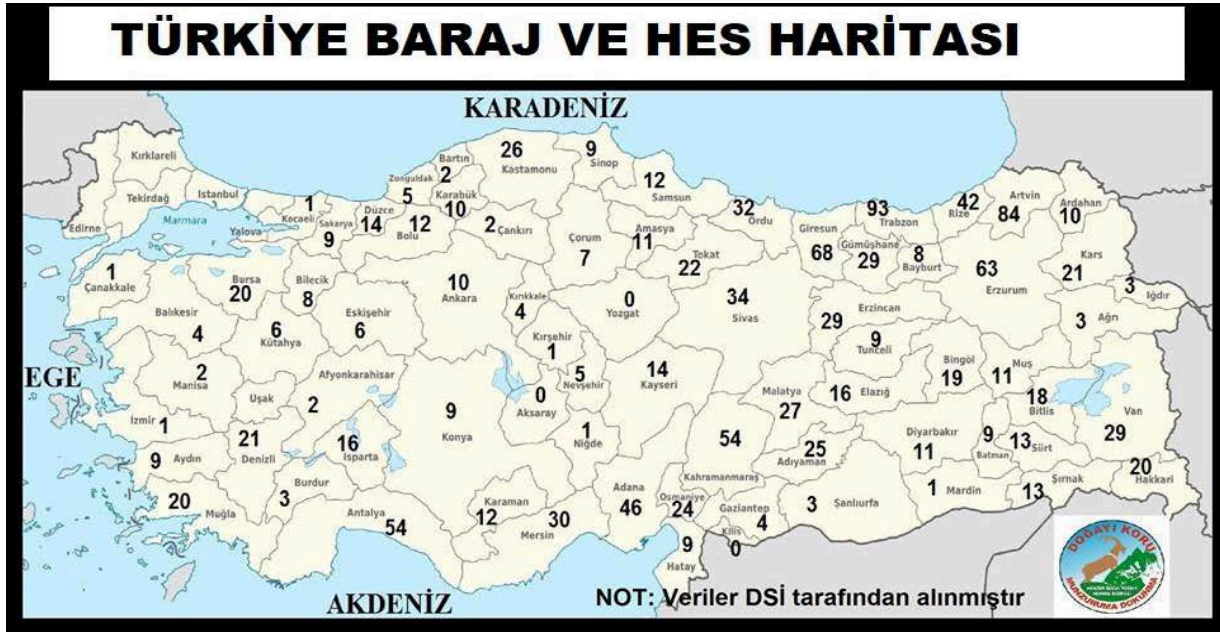 TÜRKİYE BARAJ VE HES HARİTASI
KARADENİZ
Kırklareli
Tekirdağ
İstanbul
Edirne
Marmara
Yalova
1
Kocaeli
Sakarya
9
Düzce
14
Zonguldak
5
Bartın
2
Karabük
10
Bolu
12
26
Kastamonu
9
Sinop
2
Çankırı
12
Samsun
Çorum
7
Amasya
11
Tokat
22
32
Ordu
Giresun
68
93
Trabzon
Gümüşhane
29
8
Bayburt
42
Rize
Artvin
84
Ardahan
10
Kars
21
3
Iğdır
63
Erzurum
3
Ağrı
1
Çanakkale
Bursa
20
Bilecik
8
Balıkesir
4
6
Kütahya
Eskişehir
6
10
Ankara
Kırıkkale
4
0
Yozgat
34
Sivas
Erzincan
29
9
Tunceli
Bingöl
19
Muş
11
18
Bitlis
Van
29
EGE
2
Manisa
Uşak
Afyonkarahisar
2
Kırşehir
1
5
Nevşehir
0
Aksaray
14
Kayseri
Malatya
27
16
Elazığ
İzmir
1
9
Aydın
21
Denizli
16
Isparta
9
Konya
1
Niğde
54
Kahramanmaraş
25
Adıyaman
Diyarbakır
11
9
Batman
13
Siirt
20
Hakkari
13
Şırnak
1
Mardin
20
Muğla
Burdur
3
Antalya
54
Karaman
12
30
Mersin
Adana
46
Osmaniye
24
Gaziantep
4
Kilis
0
3
Şanlıurfa
9
Hatay
AKDENİZ
NOT: Veriler DSİ tarafından alınmıştır
DOĞAYI KORU
MUNZURUMA DOKUNMA